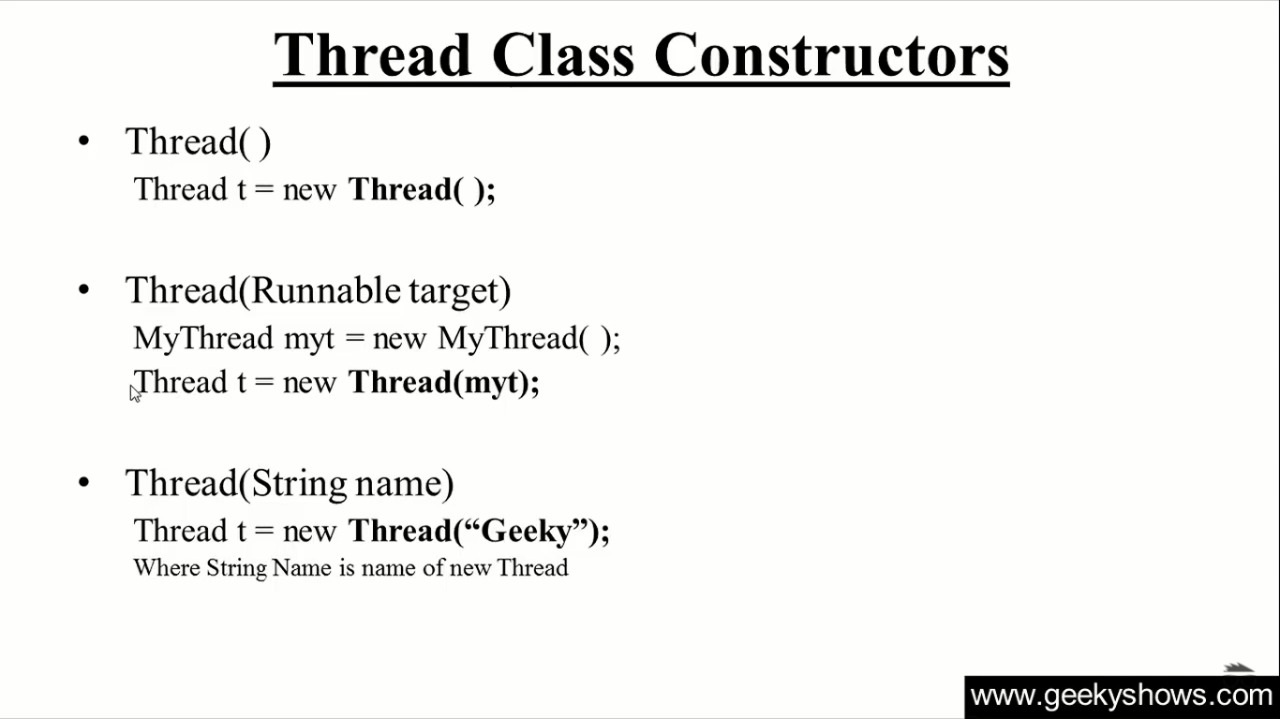 Thread Class Constructors
• Thread( )
Thread t = new Thread( );
• Thread(Runnable target)
MyThread myt = new MyThread( );
Thread t = new Thread(myt);
• Thread(String name)
Thread t = new Thread(“Geeky”);
Where String Name is name of new Thread
www.geekyshows.com